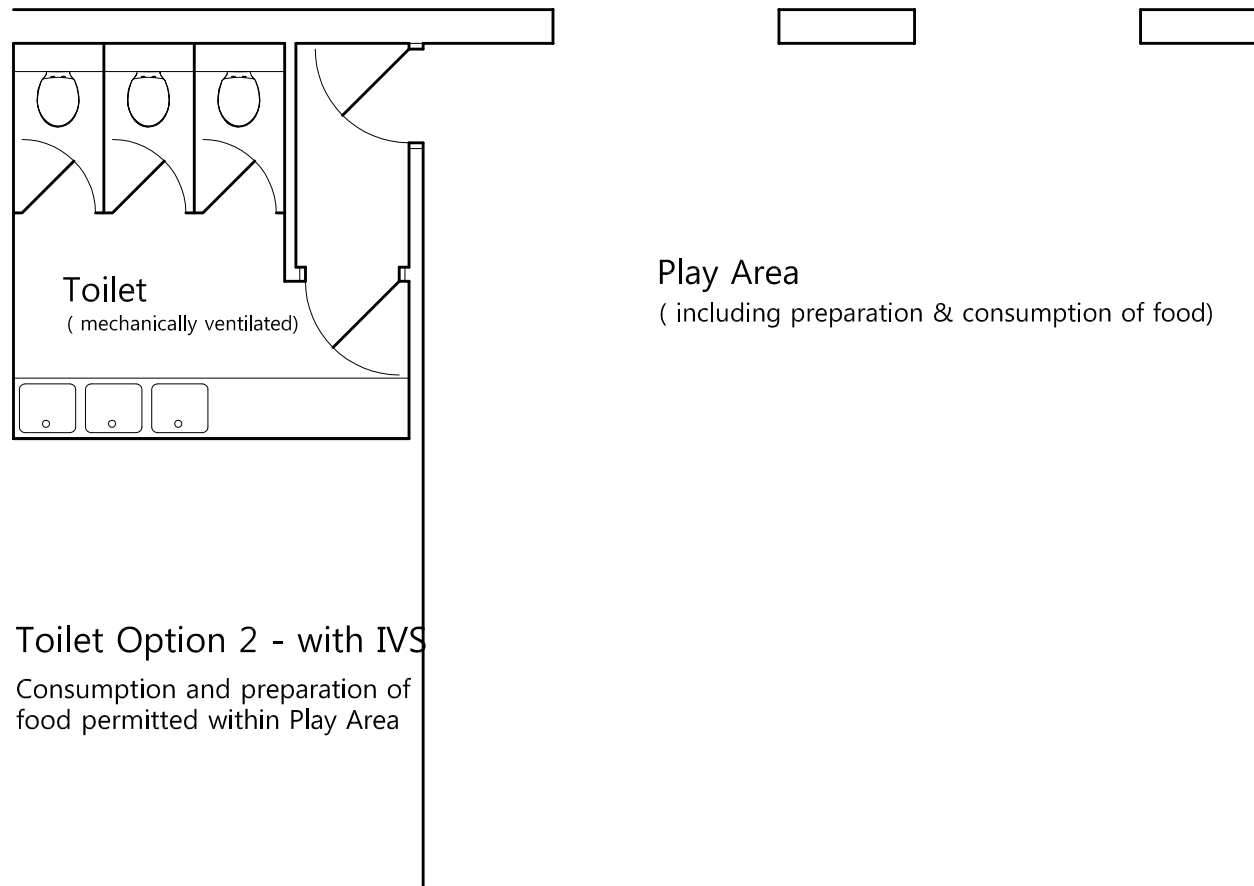 Toilet
( mechanically ventilated)
Play Area
( including preparation & consumption of food)
Toilet Option 2 - with IVS
Consumption and preparation of
food permitted within Play Area